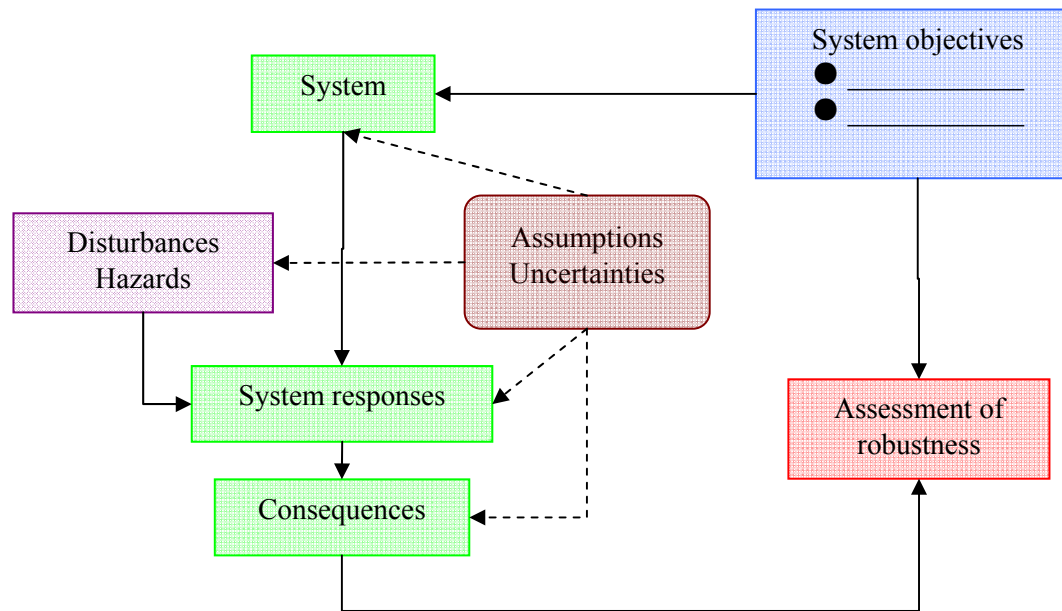 System objectives
System
Disturbances
Hazards
Assumptions
Uncertainties
System responses
Assessment of
robustness
Consequences